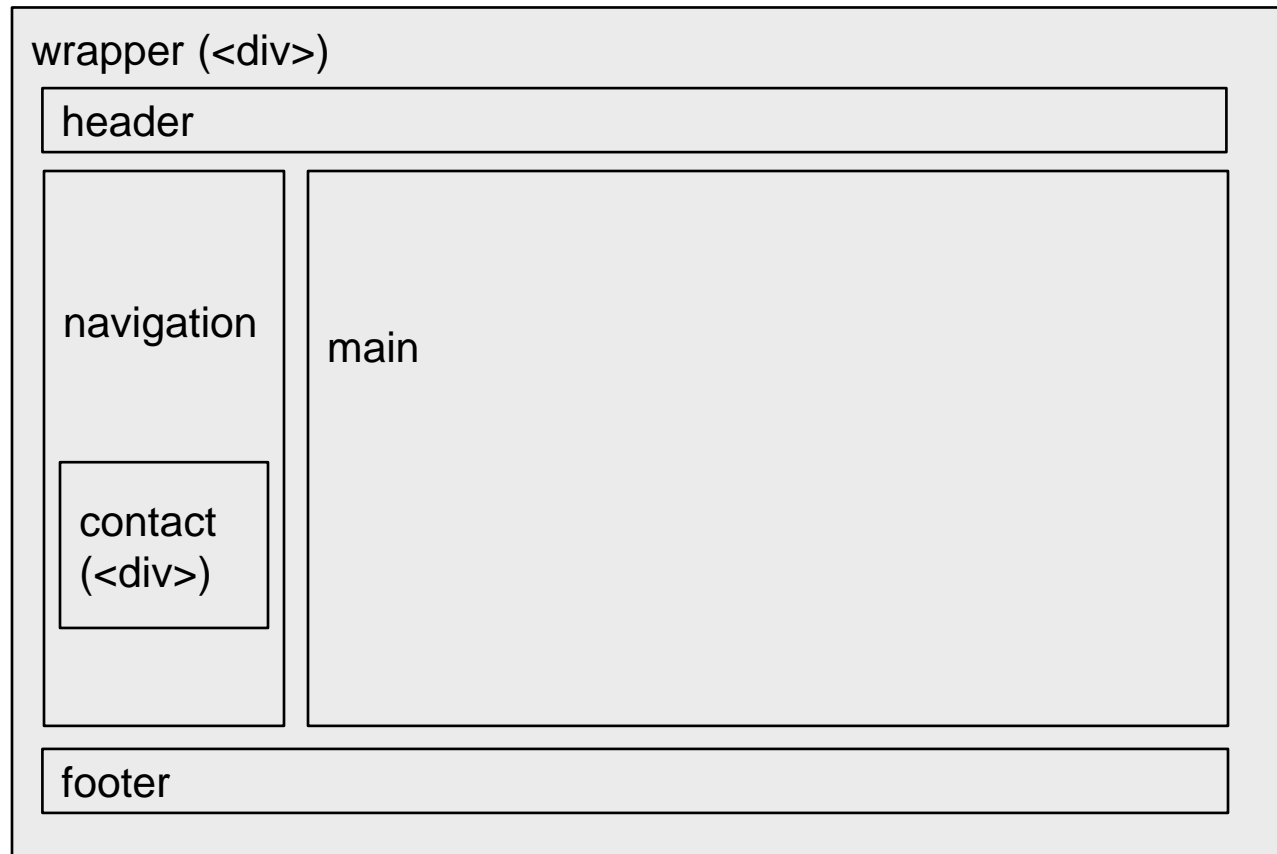 wrapper (<div>)
header
navigation
main
contact
(<div>)
footer